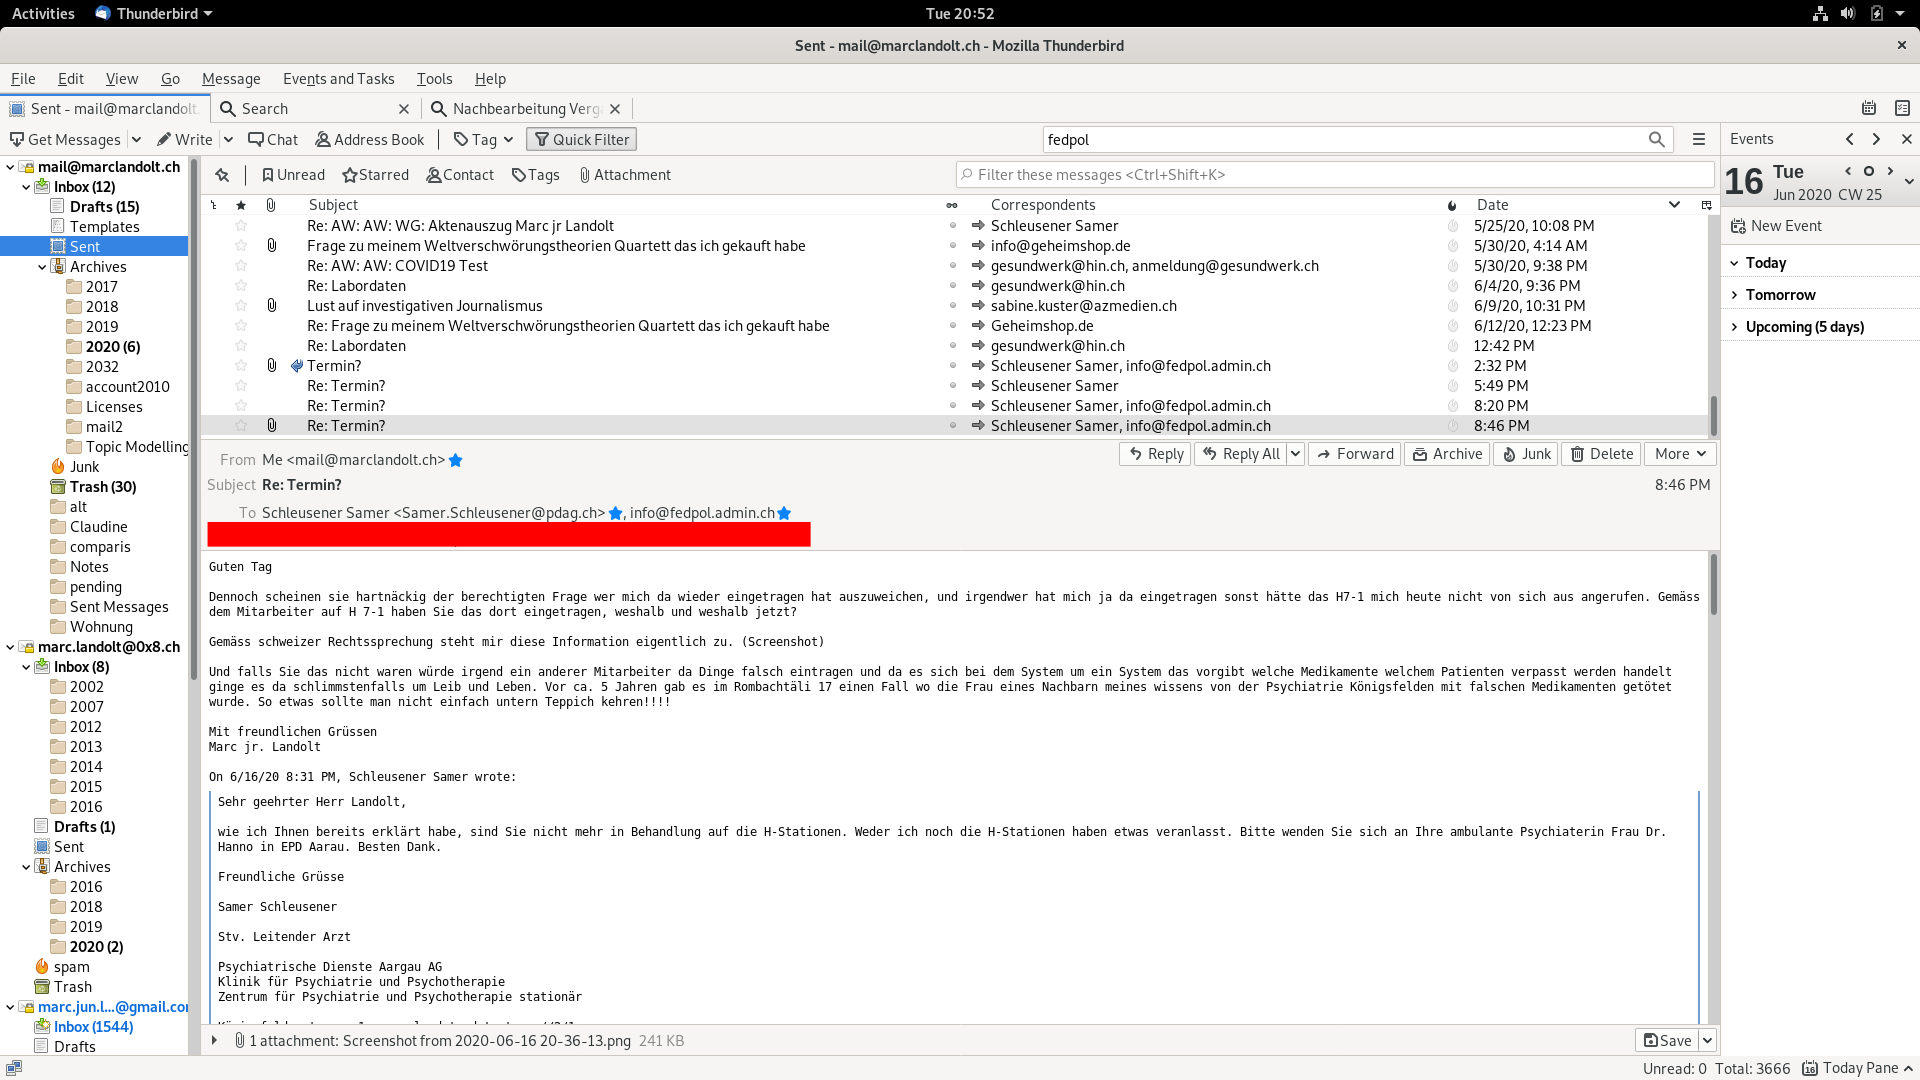 Activities Thunderbird Tue 20:52
Sent - mail@marclandolt.ch - Mozilla Thunderbird
File Edit View Go Message Events and Tasks Tools Help
Sent - mail@marclandolt. Search Nachbearbeitung Verg
Get Messages Write Chat Address Book Tag Quick Filter fedpol
Events
mail@marclandolt.ch
Inbox (12)
Drafts (15)
Templates
Sent
Archives
2017
2018
2019
2020 (6)
2032
account2010
Licenses
mail2
Topic Modelling
Junk
Trash (30)
alt
Claudine
comparis
Notes
pending
Sent Messages
Wohnung
marc.landolt@0x8.ch
Inbox (8)
2002
2007
2012
2013
2014
2015
2016
Drafts (1)
Sent
Archives
2016
2018
2019
2020 (2)
spam
Trash
marc.jun.l...@gmail.co
Inbox (1544)
Drafts
Unread Starred Contact Tags Attachment Filter these messages <Ctrl+Shift+K>
Subject Correspondents Date
Re: AW: AW: WG: Aktenauszug Marc jr Landolt Schleusener Samer 5/25/20, 10:08 PM
Frage zu meinem Weltverschwörungstheorien Quartett das ich gekauft habe info@geheimshop.de 5/30/20, 4:14 AM
Re: AW: AW: COVID19 Test gesundwerk@hin.ch, anmeldung@gesundwerk.ch 5/30/20, 9:38 PM
Re: Labordaten gesundwerk@hin.ch 6/4/20, 9:36 PM
Lust auf investigativen Journalismus sabine.kuster@azmedien.ch 6/9/20, 10:31 PM
Re: Frage zu meinem Weltverschwörungstheorien Quartett das ich gekauft habe Geheimshop.de 6/12/20, 12:23 PM
Re: Labordaten gesundwerk@hin.ch 12:42 PM
Termin? Schleusener Samer, info@fedpol.admin.ch 2:32 PM
Re: Termin? Schleusener Samer 5:49 PM
Re: Termin? Schleusener Samer, info@fedpol.admin.ch 8:20 PM
Re: Termin? Schleusener Samer, info@fedpol.admin.ch 8:46 PM
From Me <mail@marclandolt.ch> Reply Reply All Forward Archive Junk Delete More
Subject Re: Termin? 8:46 PM
To Schleusener Samer <Samer.Schleusener@pdag.ch>, info@fedpol.admin.ch
Guten Tag
Dennoch scheinen sie hartnäckig der berechtigten Frage wer mich da wieder eingetragen hat auszuweichen, und irgendwer hat mich ja da eingetragen sonst hätte das H7-1 mich heute nicht von sich aus angerufen. Gemäss
dem Mitarbeiter auf H 7-1 haben Sie das dort eingetragen, weshalb und weshalb jetzt?
Gemäss schweizer Rechtssprechung steht mir diese Information eigentlich zu. (Screenshot)
Und falls Sie das nicht waren würde irgend ein anderer Mitarbeiter da Dinge falsch eintragen und da es sich bei dem System um ein System das vorgibt welche Medikamente welchem Patienten verpasst werden handelt
ginge es da schlimmstenfalls um Leib und Leben. Vor ca. 5 Jahren gab es im Rombachtäli 17 einen Fall wo die Frau eines Nachbarn meines wissens von der Psychiatrie Königsfelden mit falschen Medikamenten getötet
wurde. So etwas sollte man nicht einfach untern Teppich kehren!!!!
Mit freundlichen Grüssen
Marc jr. Landolt
On 6/16/20 8:31 PM, Schleusener Samer wrote:
Sehr geehrter Herr Landolt,
wie ich Ihnen bereits erklärt habe, sind Sie nicht mehr in Behandlung auf die H-Stationen. Weder ich noch die H-Stationen haben etwas veranlasst. Bitte wenden Sie sich an Ihre ambulante Psychiaterin Frau Dr.
Hanno in EPD Aarau. Besten Dank.
Freundliche Grüsse
Samer Schleusener
Stv. Leitender Arzt
Psychiatrische Dienste Aargau AG
Klinik für Psychiatrie und Psychotherapie
Zentrum für Psychiatrie und Psychotherapie stationär
1 attachment: Screenshot from 2020-06-16 20-36-13.png 241 KB Save
16 Tue
Jun 2020 CW 25
New Event
Today
Tomorrow
Upcoming (5 days)
Unread: 0 Total: 3666 16 Today Pane